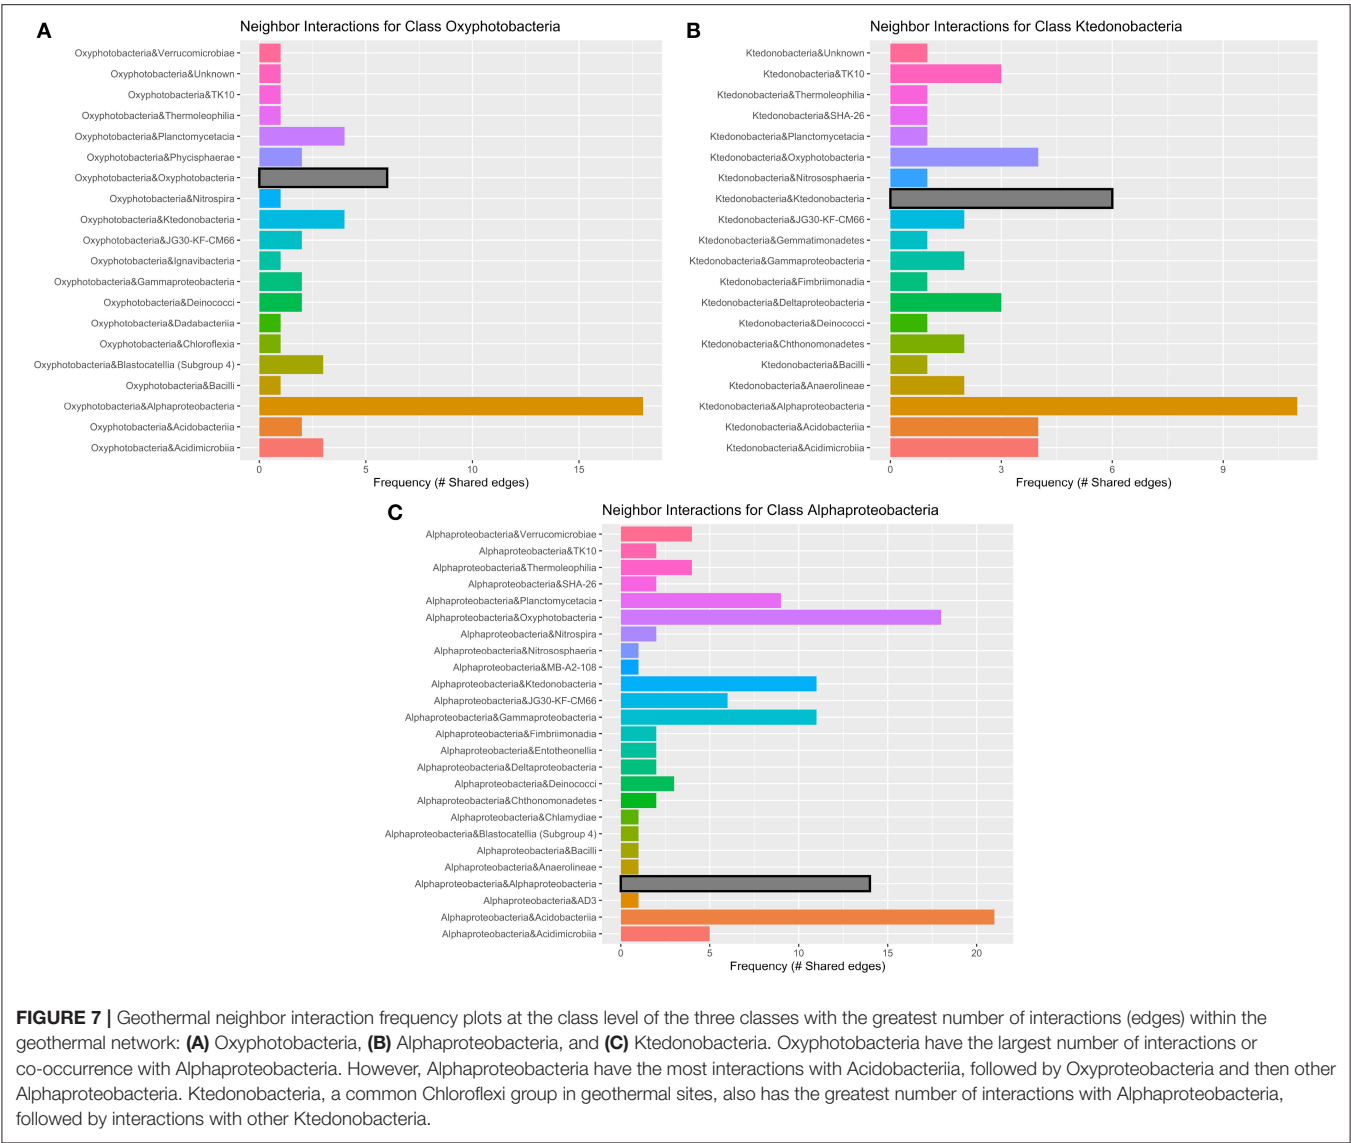 A
Neighbor Interactions for Class Oxyphotobacteria
Oxyphotobacteria&Verrucomicrobiae
Oxyphotobacteria&Unknown
Oxyphotobacteria&TK10
Oxyphotobacteria&Thermoleophilia
Oxyphotobacteria&Planctomycetacia
Oxyphotobacteria&Phycisphaerae
Oxyphotobacteria&Oxyphotobacteria
Oxyphotobacteria&Nitrospira
Oxyphotobacteria&Ktedonobacteria
Oxyphotobacteria&JG30-KF-CM66
Oxyphotobacteria&Ignavibacteria
Oxyphotobacteria&Gammaproteobacteria
Oxyphotobacteria&Deinococci
Oxyphotobacteria&Dadabacteriia
Oxyphotobacteria&Chloroflexia
Oxyphotobacteria&Blastocatellia (Subgroup 4)
Oxyphotobacteria&Bacilli
Oxyphotobacteria&Alphaproteobacteria
Oxyphotobacteria&Acidobacteriia
Oxyphotobacteria&Acidimicrobiia
0 5 10 15
Frequency (# Shared edges)
B
Neighbor Interactions for Class Ktedonobacteria
Ktedonobacteria&Unknown
Ktedonobacteria&TK10
Ktedonobacteria&Thermoleophilia
Ktedonobacteria&SHA-26
Ktedonobacteria&Planctomycetacia
Ktedonobacteria&Oxyphotobacteria
Ktedonobacteria&Nitrososphaeria
Ktedonobacteria&Ktedonobacteria
Ktedonobacteria&JG30-KF-CM66
Ktedonobacteria&Gemmatimonadetes
Ktedonobacteria&Gammaproteobacteria
Ktedonobacteria&Fimbriimonadia
Ktedonobacteria&Deltaproteobacteria
Ktedonobacteria&Deinococci
Ktedonobacteria&Chthonomonadetes
Ktedonobacteria&Bacilli
Ktedonobacteria&Anaerolineae
Ktedonobacteria&Alphaproteobacteria
Ktedonobacteria&Acidobacteriia
Ktedonobacteria&Acidimicrobiia
0 3 6 9
Frequency (# Shared edges)
C
Neighbor Interactions for Class Alphaproteobacteria
Alphaproteobacteria&Verrucomicrobiae
Alphaproteobacteria&TK10
Alphaproteobacteria&Thermoleophilia
Alphaproteobacteria&SHA-26
Alphaproteobacteria&Planctomycetacia
Alphaproteobacteria&Oxyphotobacteria
Alphaproteobacteria&Nitrospira
Alphaproteobacteria&Nitrososphaeria
Alphaproteobacteria&MB-A2-108
Alphaproteobacteria&Ktedonobacteria
Alphaproteobacteria&JG30-KF-CM66
Alphaproteobacteria&Gammaproteobacteria
Alphaproteobacteria&Fimbriimonadia
Alphaproteobacteria&Entotheonellia
Alphaproteobacteria&Deltaproteobacteria
Alphaproteobacteria&Deinococci
Alphaproteobacteria&Chthonomonadetes
Alphaproteobacteria&Chlamydiae
Alphaproteobacteria&Blastocatellia (Subgroup 4)
Alphaproteobacteria&Bacilli
Alphaproteobacteria&Anaerolineae
Alphaproteobacteria&Alphaproteobacteria
Alphaproteobacteria&AD3
Alphaproteobacteria&Acidobacteriia
Alphaproteobacteria&Acidimicrobiia
0 5 10 15 20
Frequency (# Shared edges)
FIGURE 7 | Geothermal neighbor interaction frequency plots at the class level of the three classes with the greatest number of interactions (edges) within the
geothermal network: (A) Oxyphotobacteria, (B) Alphaproteobacteria, and (C) Ktedonobacteria. Oxyphotobacteria have the largest number of interactions or
co-occurrence with Alphaproteobacteria. However, Alphaproteobacteria have the most interactions with Acidobacteriia, followed by Oxyproteobacteria and then other
Alphaproteobacteria. Ktedonobacteria, a common Chloroflexi group in geothermal sites, also has the greatest number of interactions with Alphaproteobacteria,
followed by interactions with other Ktedonobacteria.